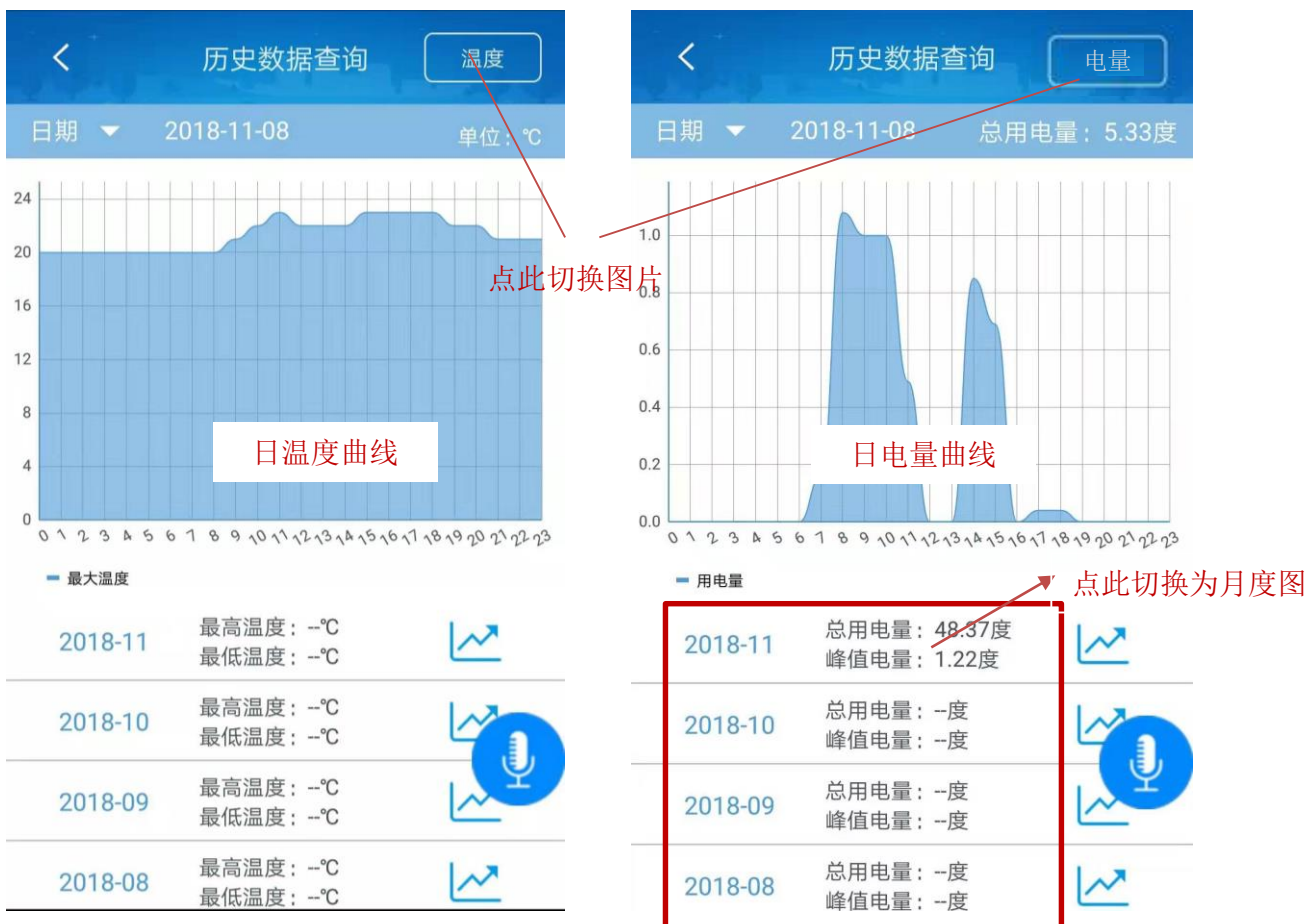 历史数据查询
温度
日期
2018-11-08
单位：℃
24
20
16
12
8
4
0
日温度曲线
0 1 2 3 4 5 6 7 8 9 10 11 12 13 14 15 16 17 18 19 20 21 22 23
最大温度
2018-11
最高温度：--℃
最低温度：--℃
2018-10
最高温度：--℃
最低温度：--℃
2018-09
最高温度：--℃
最低温度：--℃
2018-08
最高温度：--℃
最低温度：--℃
点此切换图片
历史数据查询
电量
日期
2018-11-08
总用电量：5.33度
1.0
0.8
0.6
0.4
0.2
0.0
日电量曲线
0 1 2 3 4 5 6 7 8 9 10 11 12 13 14 15 16 17 18 19 20 21 22 23
用电量
点此切换为月度图
2018-11
总用电量：48.37度
峰值电量：1.22度
2018-10
总用电量：--度
峰值电量：--度
2018-09
总用电量：--度
峰值电量：--度
2018-08
总用电量：--度
峰值电量：--度